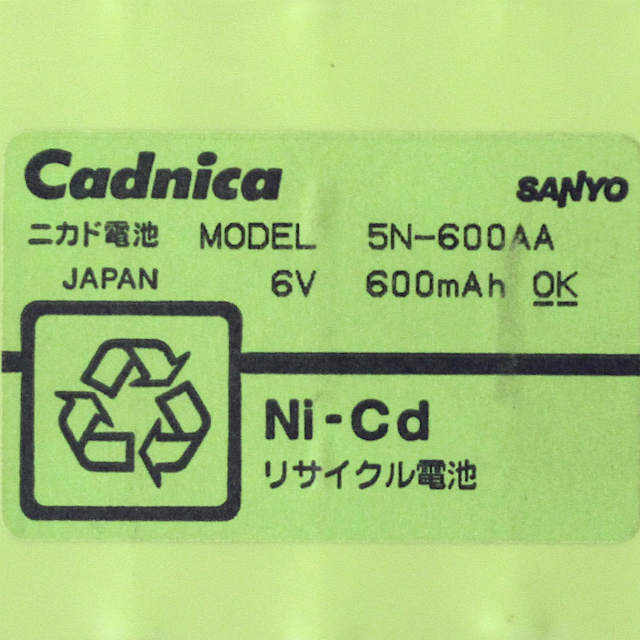 Cadnica SANYO
ニカド電池 MODEL 5N-600AA
JAPAN 6V 600mAh OK
Ni-Cd
リサイクル電池